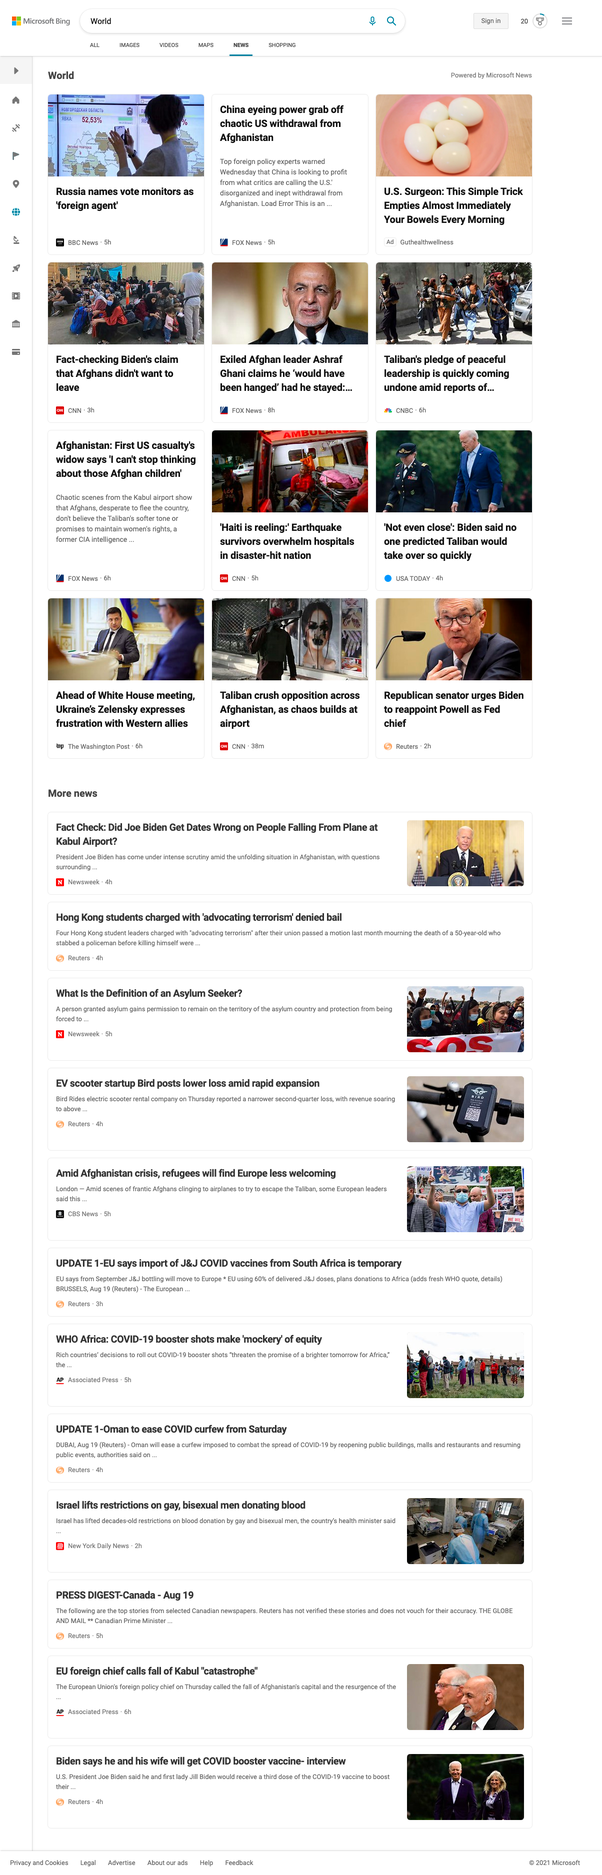 Microsoft Bing
World
Sign in
20
ALL
IMAGES
VIDEOS
MAPS
NEWS
SHOPPING
World
Powered by Microsoft News
52,53%
Russia names vote monitors as
'foreign agent'
BBC News · 5h
China eyeing power grab off
chaotic US withdrawal from
Afghanistan
Top foreign policy experts warned
Wednesday that China is looking to profit
from what critics are calling the U.S.'
disorganized and inept withdrawal from
Afghanistan. Load Error This is an ...
FOX News · 5h
U.S. Surgeon: This Simple Trick
Empties Almost Immediately
Your Bowels Every Morning
Ad Guthealthwellness
Fact-checking Biden's claim
that Afghans didn't want to
leave
CNN · 3h
Exiled Afghan leader Ashraf
Ghani claims he 'would have
been hanged' had he stayed:...
FOX News · 8h
Taliban's pledge of peaceful
leadership is quickly coming
undone amid reports of...
CNBC · 6h
Afghanistan: First US casualty's
widow says 'I can't stop thinking
about those Afghan children'
Chaotic scenes from the Kabul airport show
that Afghans, desperate to flee the country,
don't believe the Taliban's softer tone or
promises to maintain women's rights, a
former CIA intelligence ...
FOX News · 6h
AMBULANCE
'Haiti is reeling:' Earthquake
survivors overwhelm hospitals
in disaster-hit nation
CNN · 5h
'Not even close': Biden said no
one predicted Taliban would
take over so quickly
USA TODAY · 4h
Ahead of White House meeting,
Ukraine's Zelensky expresses
frustration with Western allies
wp The Washington Post · 6h
Taliban crush opposition across
Afghanistan, as chaos builds at
airport
CNN · 38m
Republican senator urges Biden
to reappoint Powell as Fed
chief
Reuters · 2h
More news
Fact Check: Did Joe Biden Get Dates Wrong on People Falling From Plane at
Kabul Airport?
President Joe Biden has come under intense scrutiny amid the unfolding situation in Afghanistan, with questions
surrounding ...
N Newsweek · 4h
Hong Kong students charged with 'advocating terrorism' denied bail
Four Hong Kong student leaders charged with "advocating terrorism" after their union passed a motion last month mourning the death of a 50-year-old who
stabbed a policeman before killing himself were ...
Reuters · 4h
What Is the Definition of an Asylum Seeker?
A person granted asylum gains permission to remain on the territory of the asylum country and protection from being
forced to ...
N Newsweek · 5h
SOS
EV scooter startup Bird posts lower loss amid rapid expansion
Bird Rides electric scooter rental company on Thursday reported a narrower second-quarter loss, with revenue soaring
to above ...
Reuters · 4h
BIRD
Amid Afghanistan crisis, refugees will find Europe less welcoming
London — Amid scenes of frantic Afghans clinging to airplanes to try to escape the Taliban, some European leaders
said this ...
CBS News · 5h
UPDATE 1-EU says import of J&J COVID vaccines from South Africa is temporary
EU says from September J&J bottling will move to Europe * EU using 60% of delivered J&J doses, plans donations to Africa (adds fresh WHO quote, details)
BRUSSELS, Aug 19 (Reuters) - The European ...
Reuters · 3h
WHO Africa: COVID-19 booster shots make 'mockery' of equity
Rich countries' decisions to roll out COVID-19 booster shots "threaten the promise of a brighter tomorrow for Africa,"
the ...
AP Associated Press · 5h
UPDATE 1-Oman to ease COVID curfew from Saturday
DUBAI, Aug 19 (Reuters) - Oman will ease a curfew imposed to combat the spread of COVID-19 by reopening public buildings, malls and restaurants and resuming
public events, authorities said on ...
Reuters · 4h
Israel lifts restrictions on gay, bisexual men donating blood
Israel has lifted decades-old restrictions on blood donation by gay and bisexual men, the country's health minister said
...
New York Daily News · 2h
PRESS DIGEST-Canada - Aug 19
The following are the top stories from selected Canadian newspapers. Reuters has not verified these stories and does not vouch for their accuracy. THE GLOBE
AND MAIL ** Canadian Prime Minister ...
Reuters · 5h
EU foreign chief calls fall of Kabul "catastrophe"
The European Union's foreign policy chief on Thursday called the fall of Afghanistan's capital and the resurgence of the
...
AP Associated Press · 6h
Biden says he and his wife will get COVID booster vaccine- interview
U.S. President Joe Biden said he and first lady Jill Biden would receive a third dose of the COVID-19 vaccine to boost
their ...
Reuters · 4h
Privacy and Cookies
Legal
Advertise
About our ads
Help
Feedback
© 2021 Microsoft